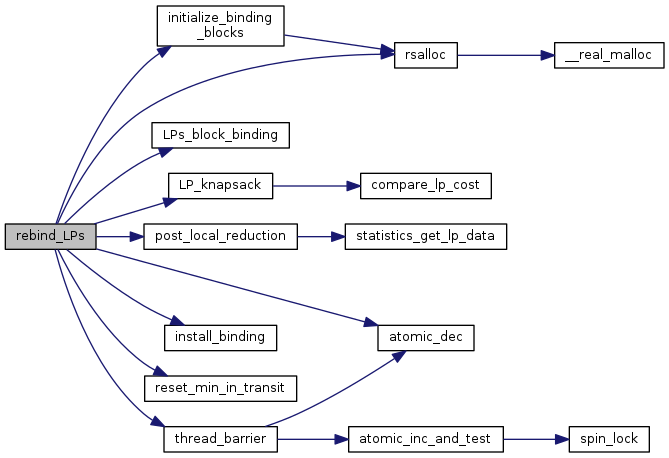 initialize_binding
_blocks
rsalloc
__real_malloc
LPs_block_binding
LP_knapsack
compare_lp_cost
rebind_LPs
post_local_reduction
statistics_get_lp_data
install_binding
atomic_dec
reset_min_in_transit
thread_barrier
atomic_inc_and_test
spin_lock